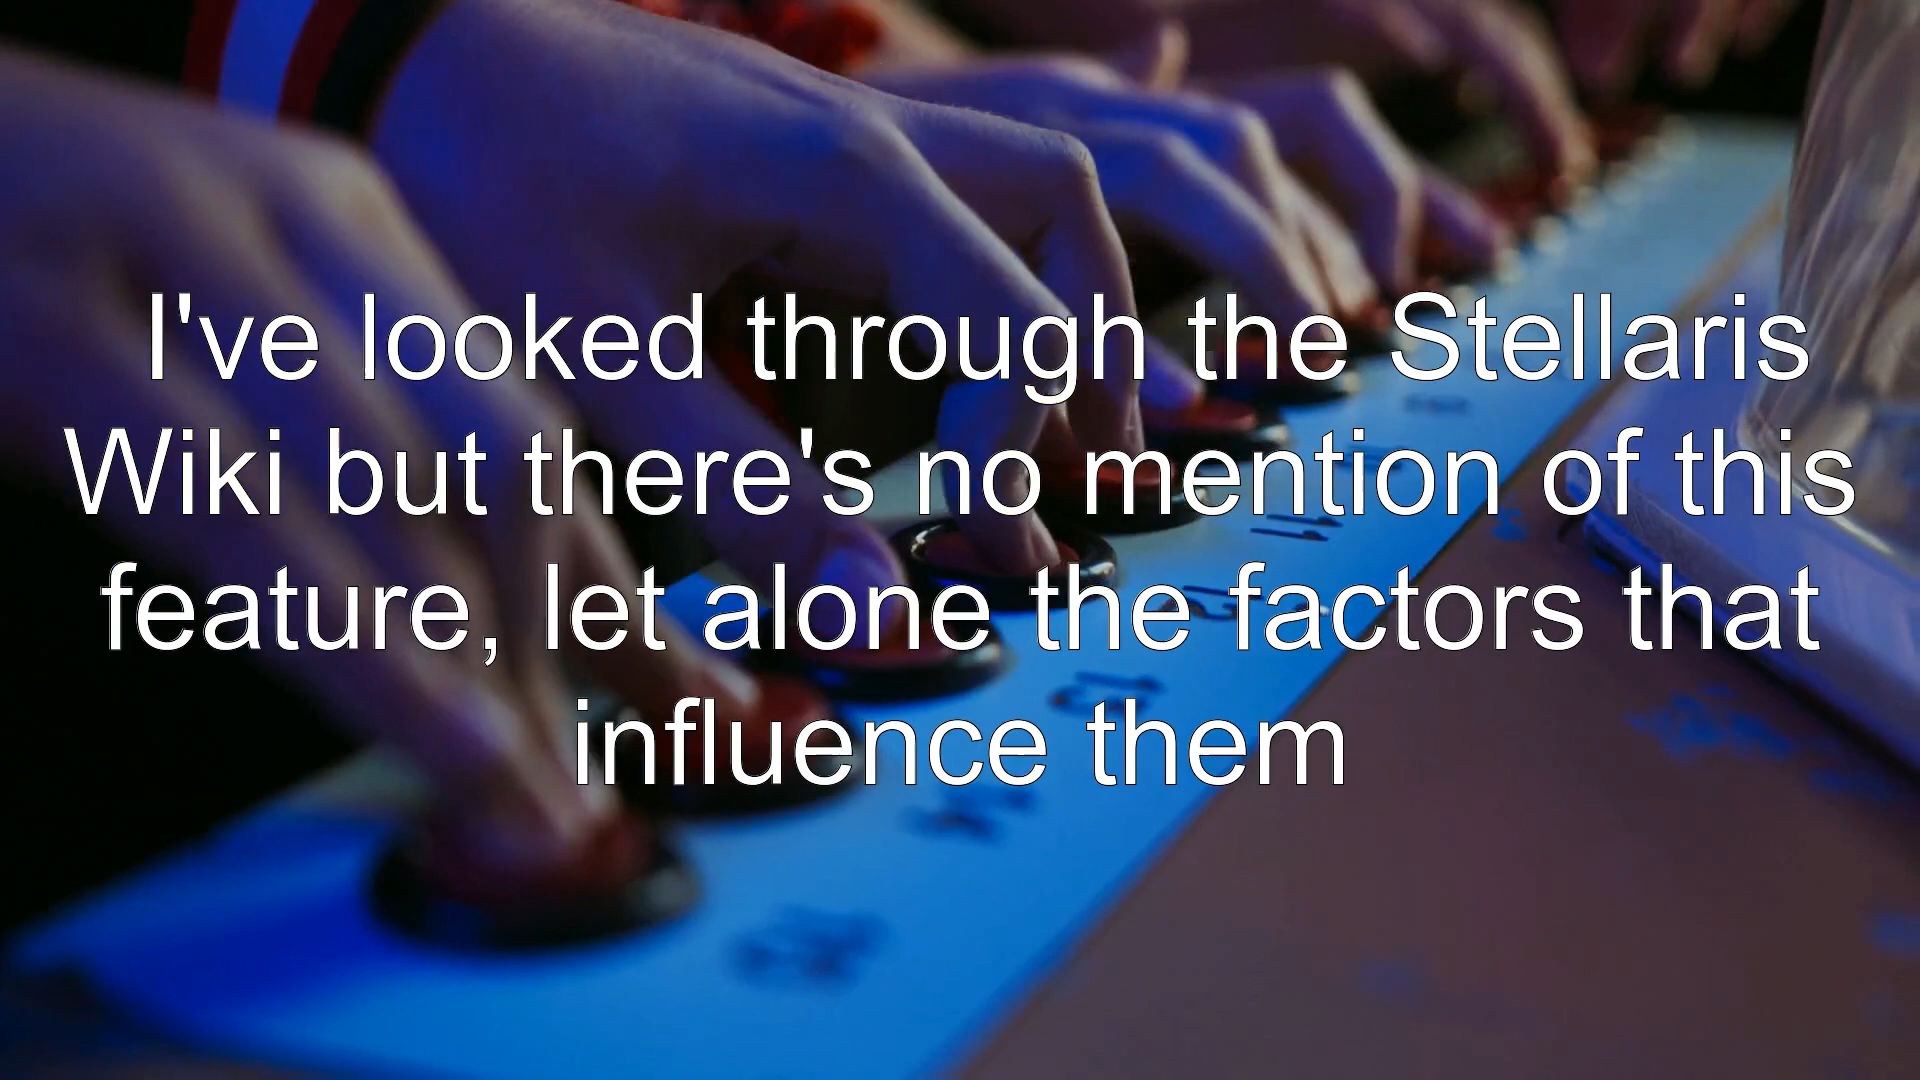 I've looked through the Stellaris
Wiki but there's no mention of this
feature, let alone the factors that
influence them
11